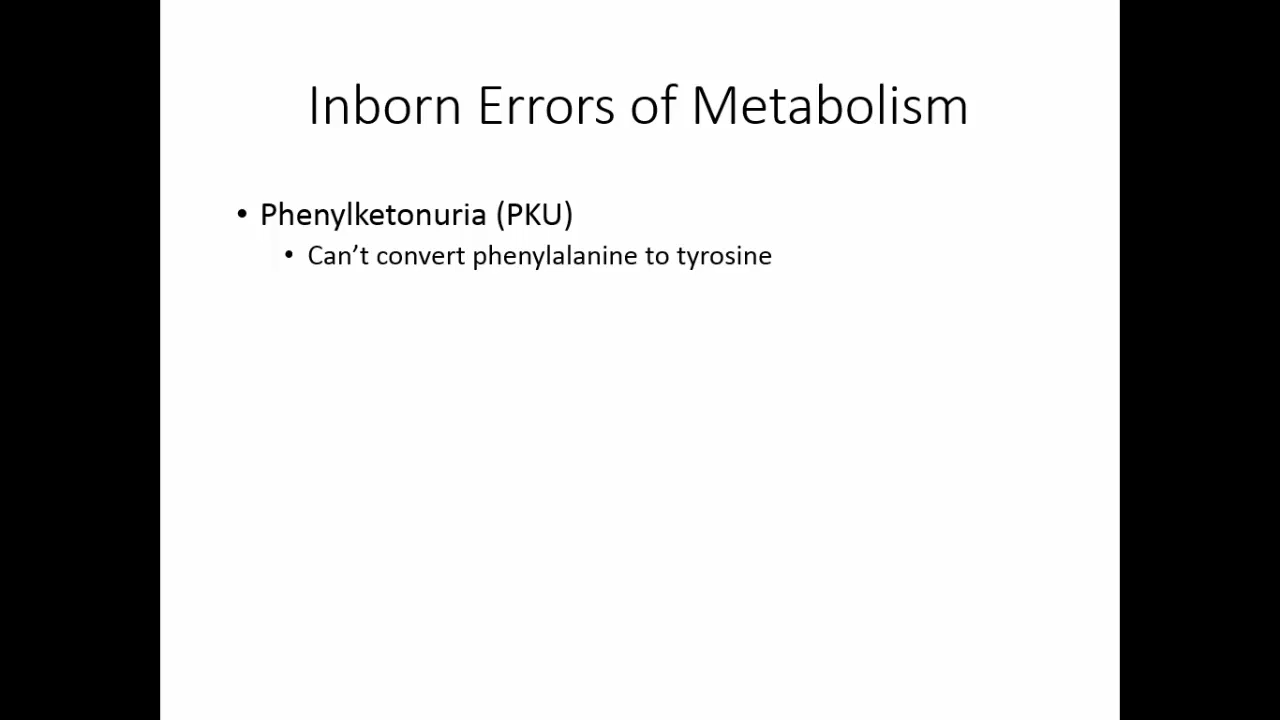 Inborn Errors of Metabolism
• Phenylketonuria (PKU)
• Can’t convert phenylalanine to tyrosine